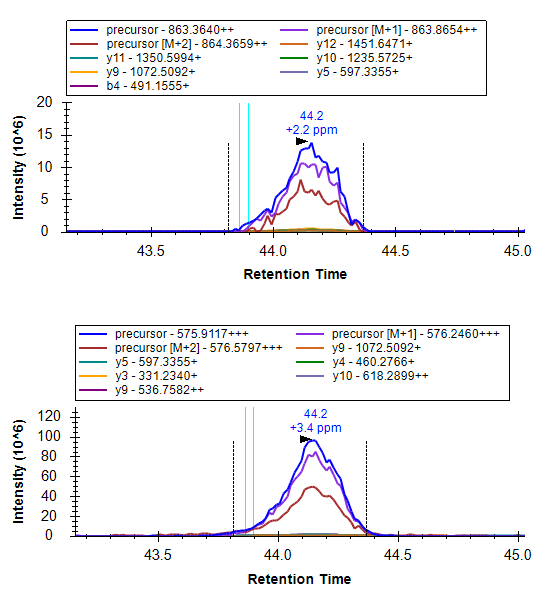 precursor - 863.3640++ precursor [M+1] - 863.8654++
precursor [M+2] - 864.3659++ y12 - 1451.6471+
y11 - 1350.5994+ y10 - 1235.5725+
y9 - 1072.5092+ y5 - 597.3355+
b4 - 491.1555+
20
44.2
+2.2 ppm
15
10
5
0
Intensity (10^6)
43.5 44.0 44.5 45.0
Retention Time
precursor - 575.9117+++ precursor [M+1] - 576.2460+++
precursor [M+2] - 576.5797+++ y9 - 1072.5092+
y5 - 597.3355+ y4 - 460.2766+
y3 - 331.2340+ y10 - 618.2899++
y9 - 536.7582++
120
44.2
+3.4 ppm
100
80
60
40
20
0
Intensity (10^6)
43.5 44.0 44.5 45.0
Retention Time